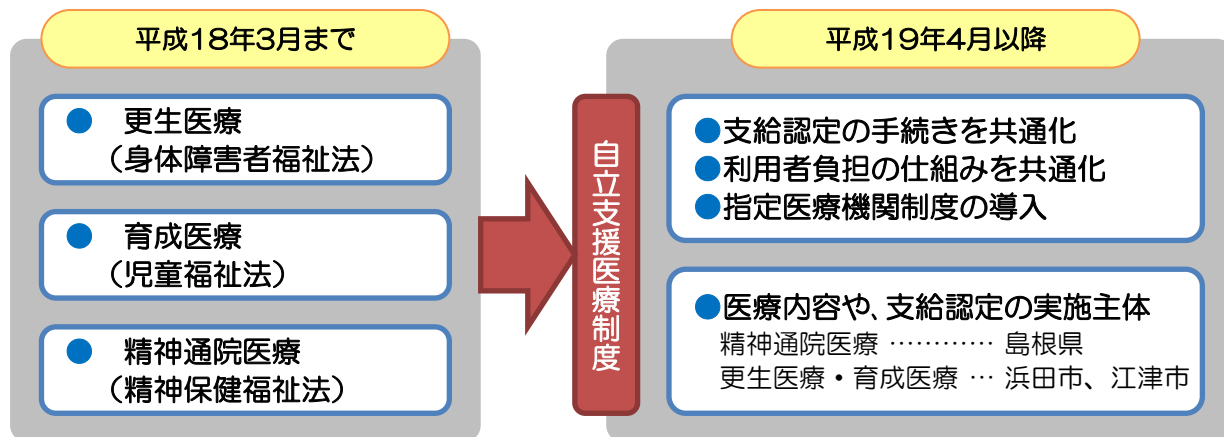 平成18年3月まで
● 更生医療
（身体障害者福祉法）
● 育成医療
（児童福祉法）
● 精神通院医療
（精神保健福祉法）
自立支援医療制度
平成19年4月以降
●支給認定の手続きを共通化
●利用者負担の仕組みを共通化
●指定医療機関制度の導入
●医療内容や、支給認定の実施主体
精神通院医療 ………… 島根県
更生医療・育成医療 … 浜田市、江津市